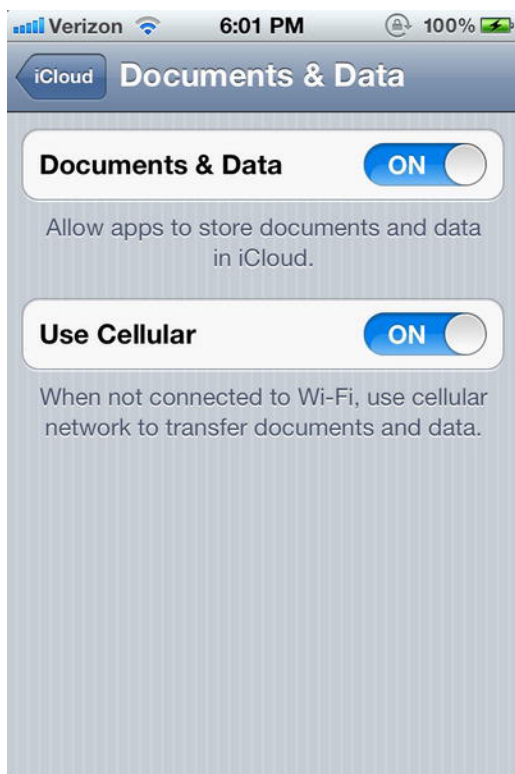 Verizon 6:01 PM 100%
iCloud Documents & Data
Documents & Data ON
Allow apps to store documents and data
in iCloud.
Use Cellular ON
When not connected to Wi-Fi, use cellular
network to transfer documents and data.